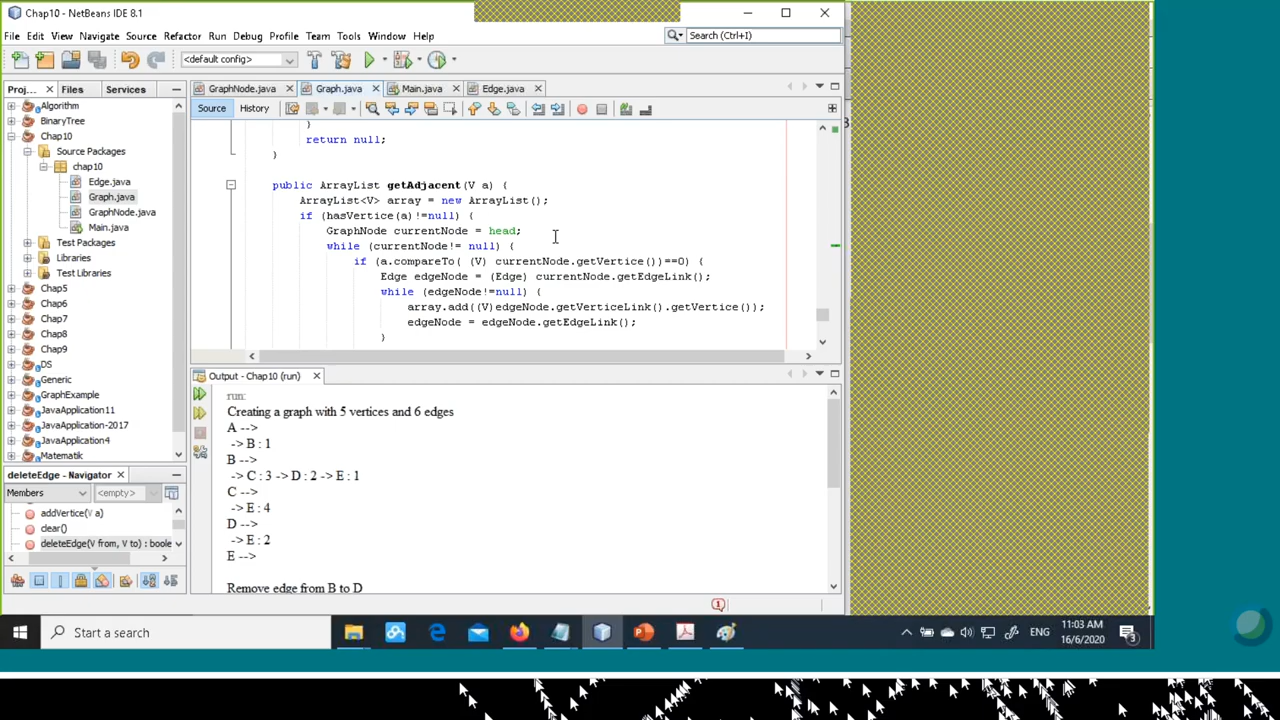 Chap10 - NetBeans IDE 8.1
File Edit View Navigate Source Refactor Run Debug Profile Team Tools Window Help
Search (Ctrl+I)
<default config>
Proj... Files Services
GraphNode.java Graph.java Main.java Edge.java
Source History
Algorithm
BinaryTree
Chap10
Source Packages
chap10
Edge.java
Graph.java
GraphNode.java
Main.java
Test Packages
Libraries
Test Libraries
Chap5
Chap6
Chap7
Chap8
Chap9
DS
Generic
GraphExample
JavaApplication11
JavaApplication-2017
JavaApplication4
Matematik
deleteEdge - Navigator
Members <empty>
addVertice(V a)
clear()
deleteEdge(V from, V to) : boole
}
return null;
}
public ArrayList getAdjacent(V a) {
ArrayList<V> array = new ArrayList();
if (hasVertice(a)!=null) {
GraphNode currentNode = head;
while (currentNode!= null) {
if (a.compareTo( (V) currentNode.getVertice())==0) {
Edge edgeNode = (Edge) currentNode.getEdgeLink();
while (edgeNode!=null) {
array.add((V)edgeNode.getVerticeLink().getVertice());
edgeNode = edgeNode.getEdgeLink();
}
Output - Chap10 (run)
run:
Creating a graph with 5 vertices and 6 edges
A -->
-> B : 1
B -->
-> C : 3 -> D : 2 -> E : 1
C -->
-> E : 4
D -->
-> E : 2
E -->
Remove edge from B to D
Start a search
ENG
11:03 AM
16/6/2020
3